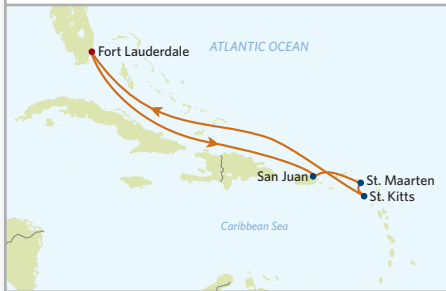 ATLANTIC OCEAN
Fort Lauderdale
San Juan
St. Maarten
St. Kitts
Caribbean Sea